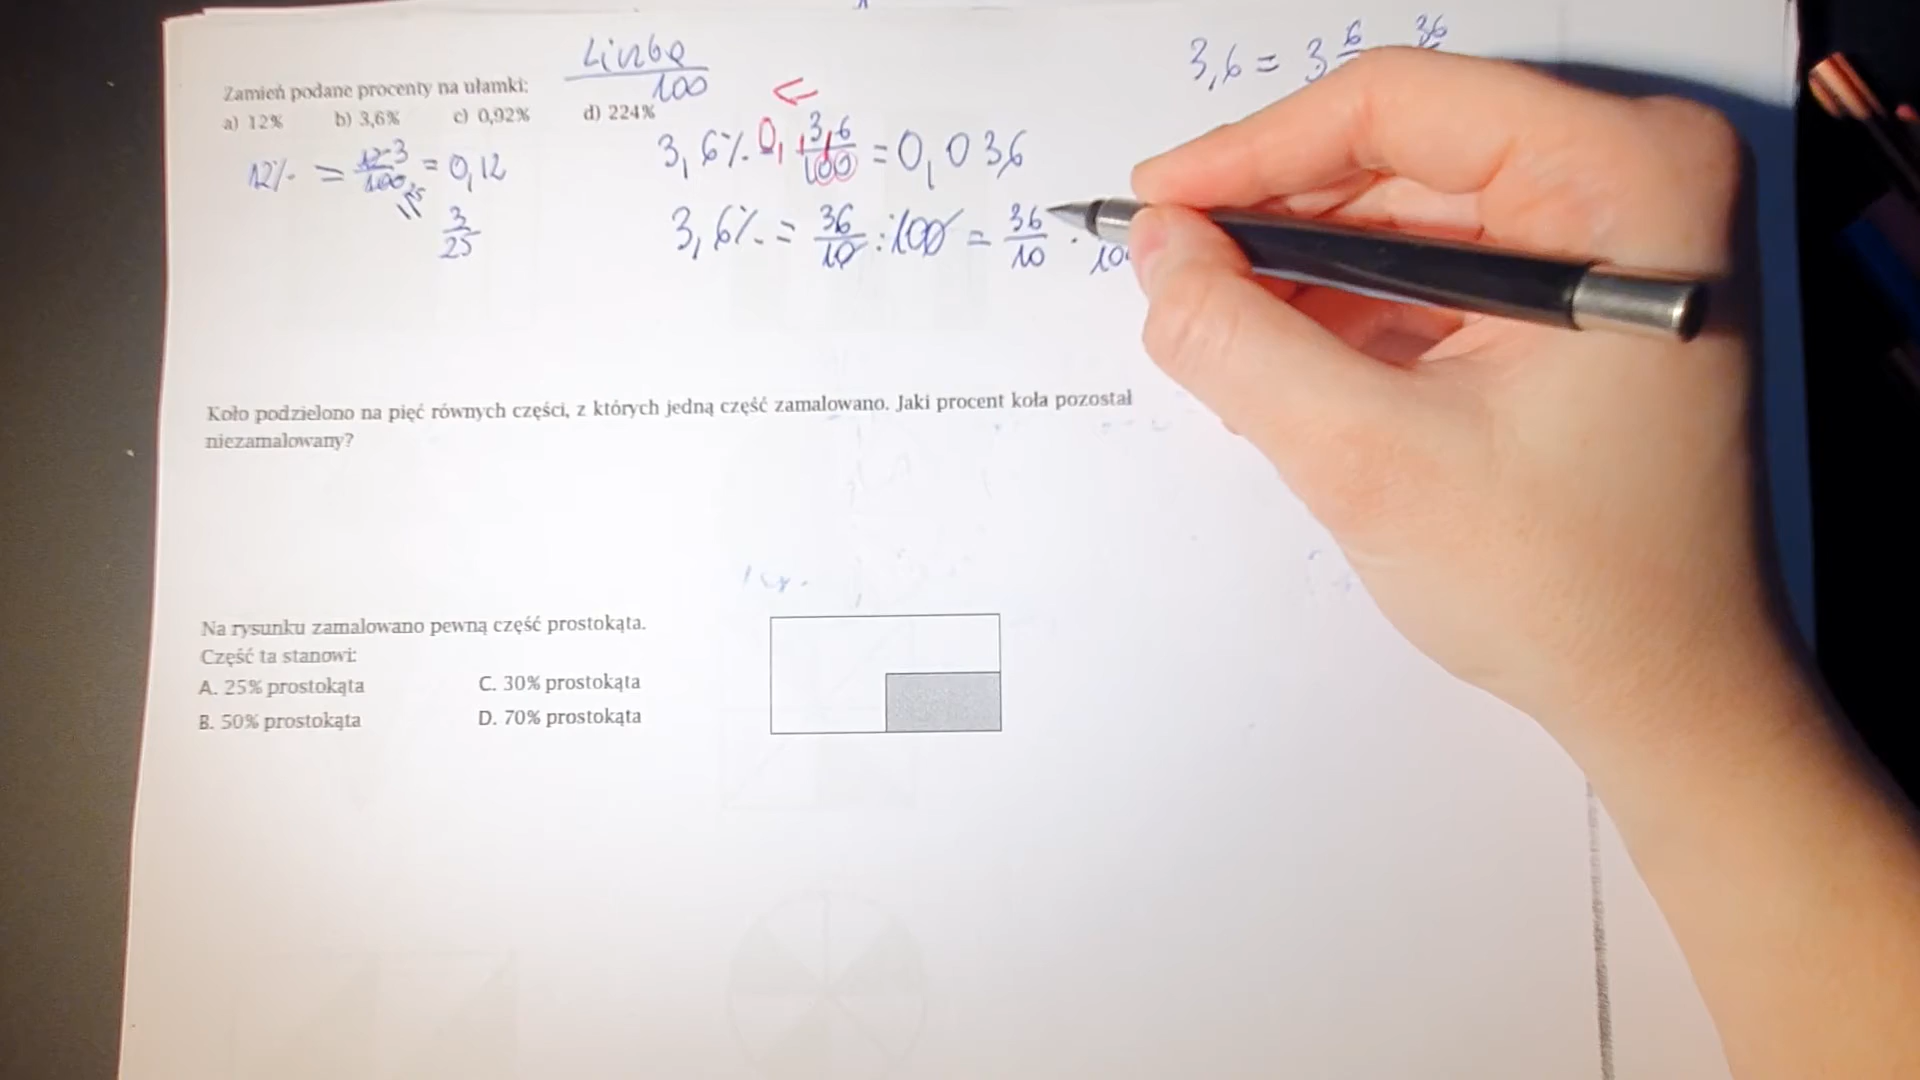 Liczba
100
3,6 = 3 6 36
Zamień podane procenty na ułamki:
a) 12% b) 3,6% c) 0,92% d) 224%
12% = 12 3 / 100 25 = 0,12
3/25
3,6% 0, 3,6/100 = 0,036
3,6% = 36/10 : 100 = 36/10 ·
Koło podzielono na pięć równych części, z których jedną część zamalowano. Jaki procent koła pozostał
niezamalowany?
Na rysunku zamalowano pewną część prostokąta.
Część ta stanowi:
A. 25% prostokąta C. 30% prostokąta
B. 50% prostokąta D. 70% prostokąta